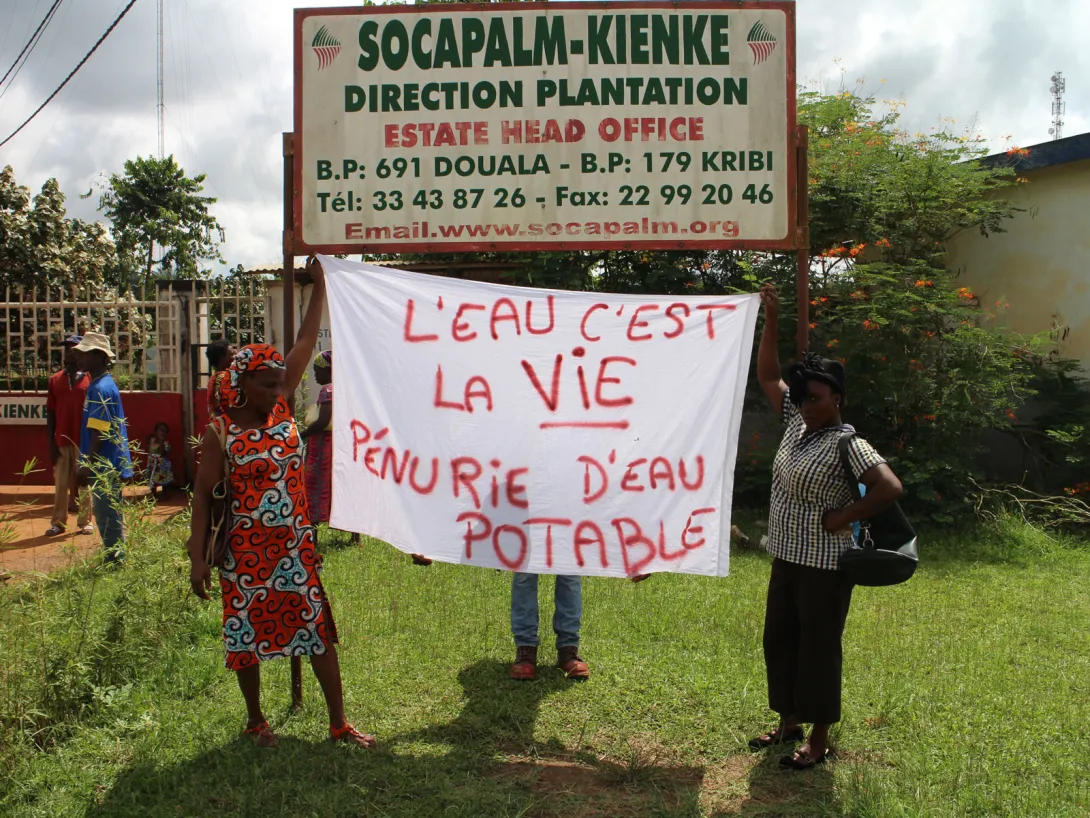 SOCAPALM-KIENKE
DIRECTION PLANTATION
ESTATE HEAD OFFICE
B.P: 691 DOUALA - B.P: 179 KRIBI
Tél: 33 43 87 26 - Fax: 22 99 20 46
Email.www.socapalm.org
L'EAU C'EST
LA VIE
PÉNURIE D'EAU
POTABLE
KIENKE